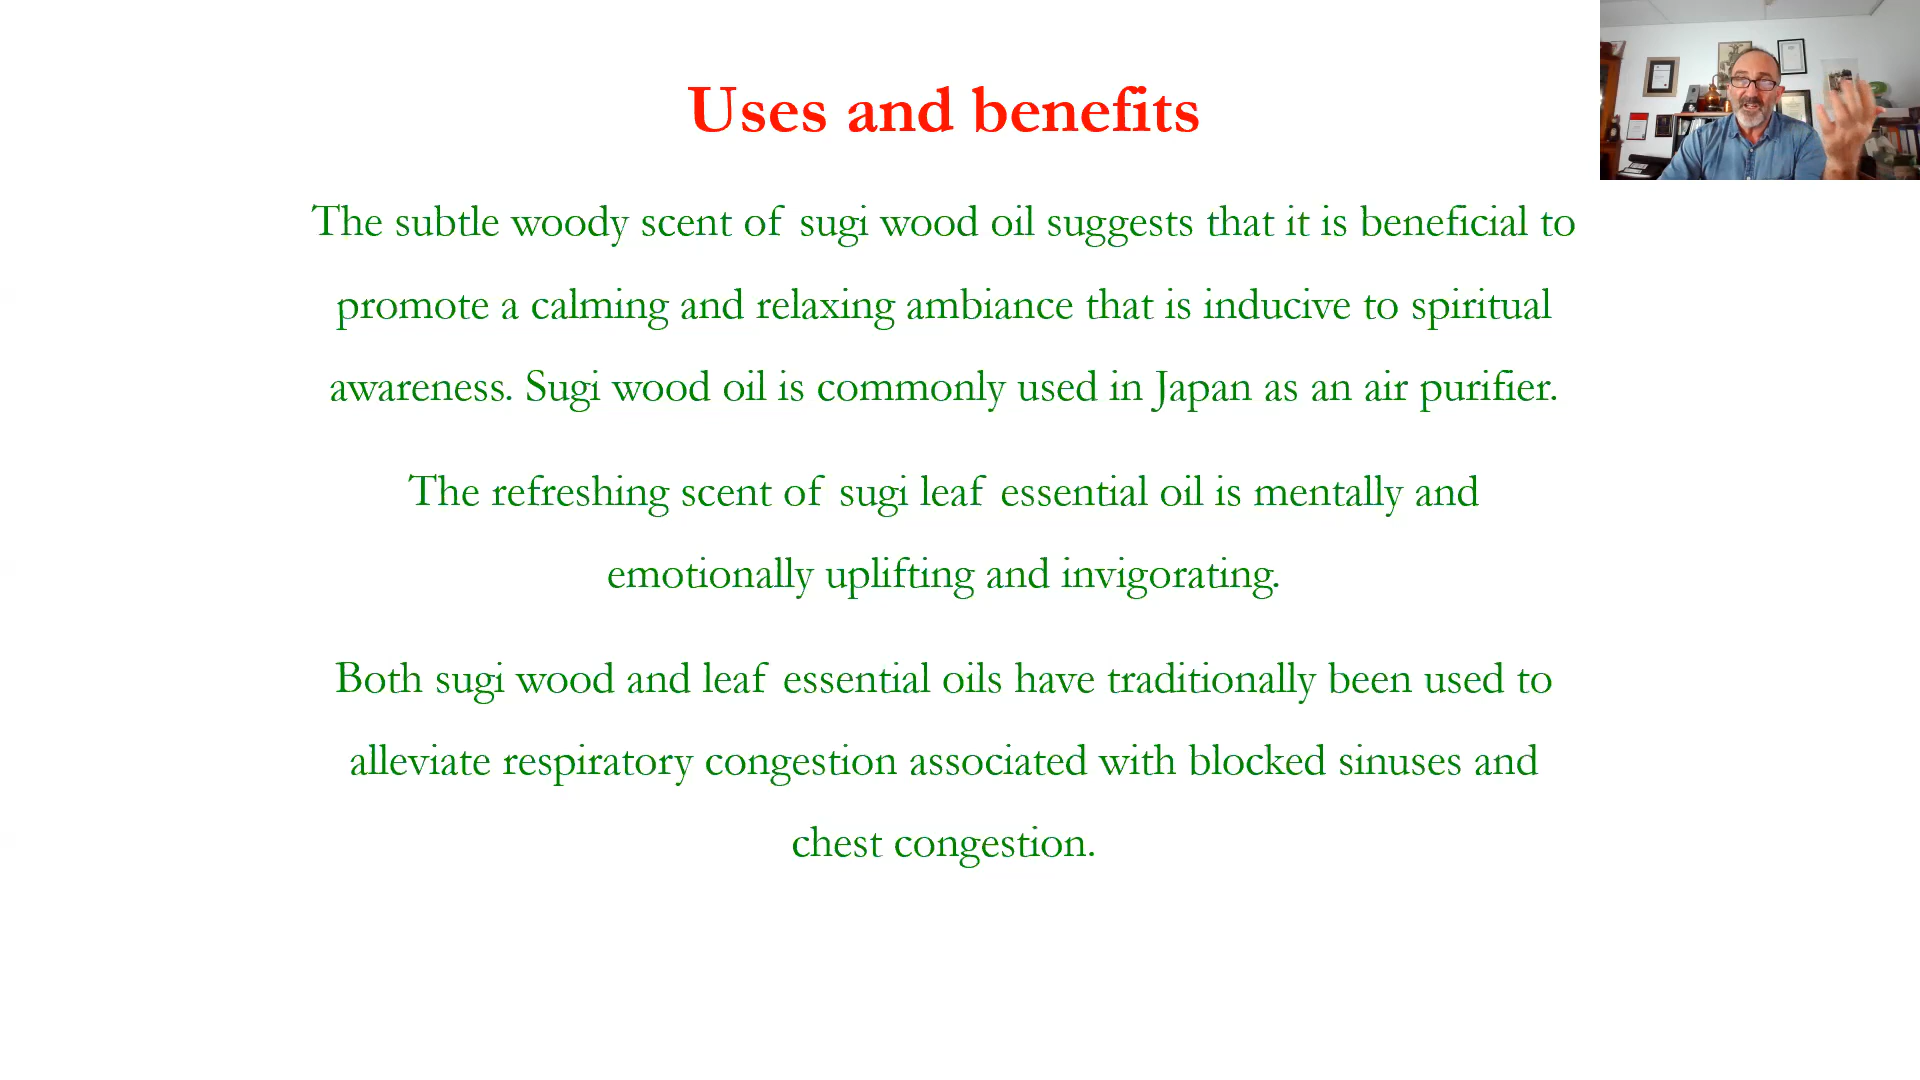 Uses and benefits
The subtle woody scent of sugi wood oil suggests that it is beneficial to
promote a calming and relaxing ambiance that is inducive to spiritual
awareness. Sugi wood oil is commonly used in Japan as an air purifier.
The refreshing scent of sugi leaf essential oil is mentally and
emotionally uplifting and invigorating.
Both sugi wood and leaf essential oils have traditionally been used to
alleviate respiratory congestion associated with blocked sinuses and
chest congestion.